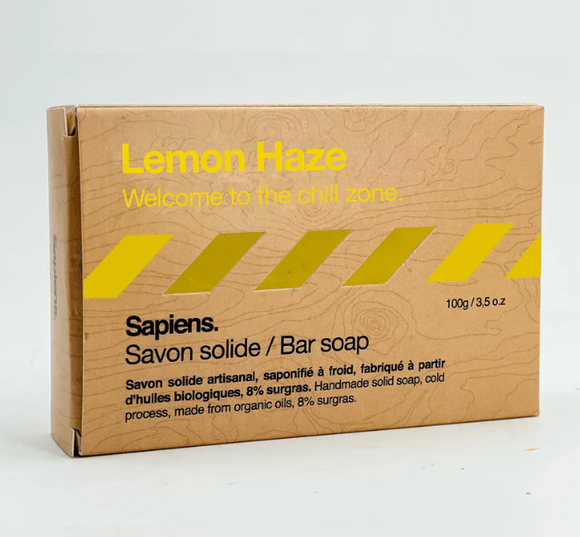 Lemon Haze
Welcome to the chill zone.
100g / 3,5 o.z
Sapiens.
Savon solide / Bar soap
Savon solide artisanal, saponifié à froid, fabriqué à partir
d'huiles biologiques, 8% surgras. Handmade solid soap, cold
process, made from organic oils, 8% surgras.